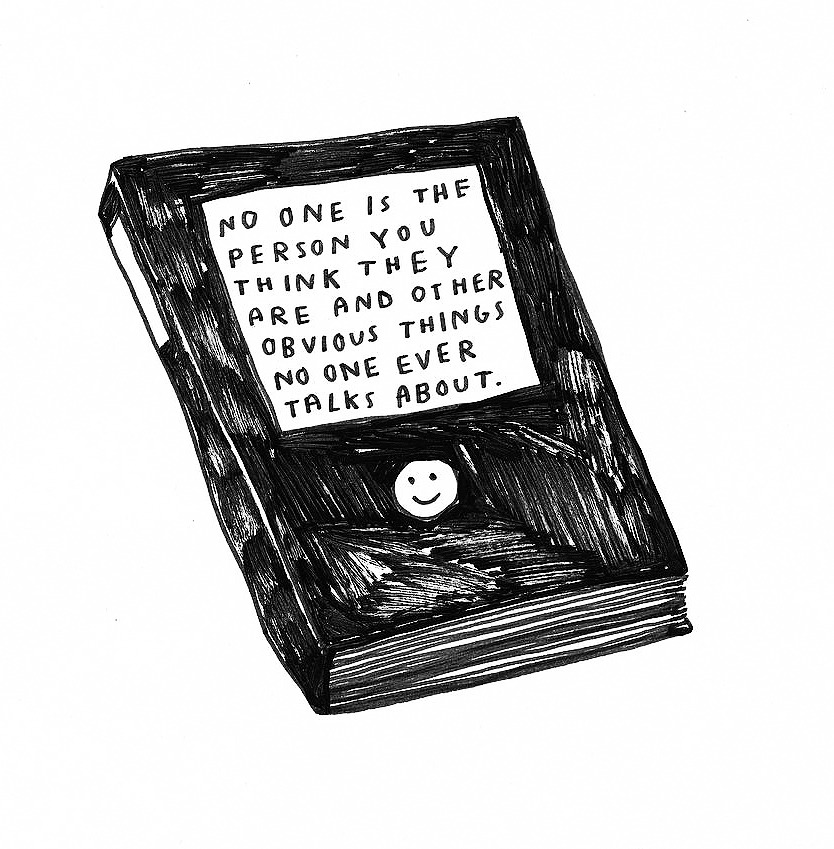 NO ONE IS THE
PERSON YOU
THINK THEY
ARE AND OTHER
OBVIOUS THINGS
NO ONE EVER
TALKS ABOUT.